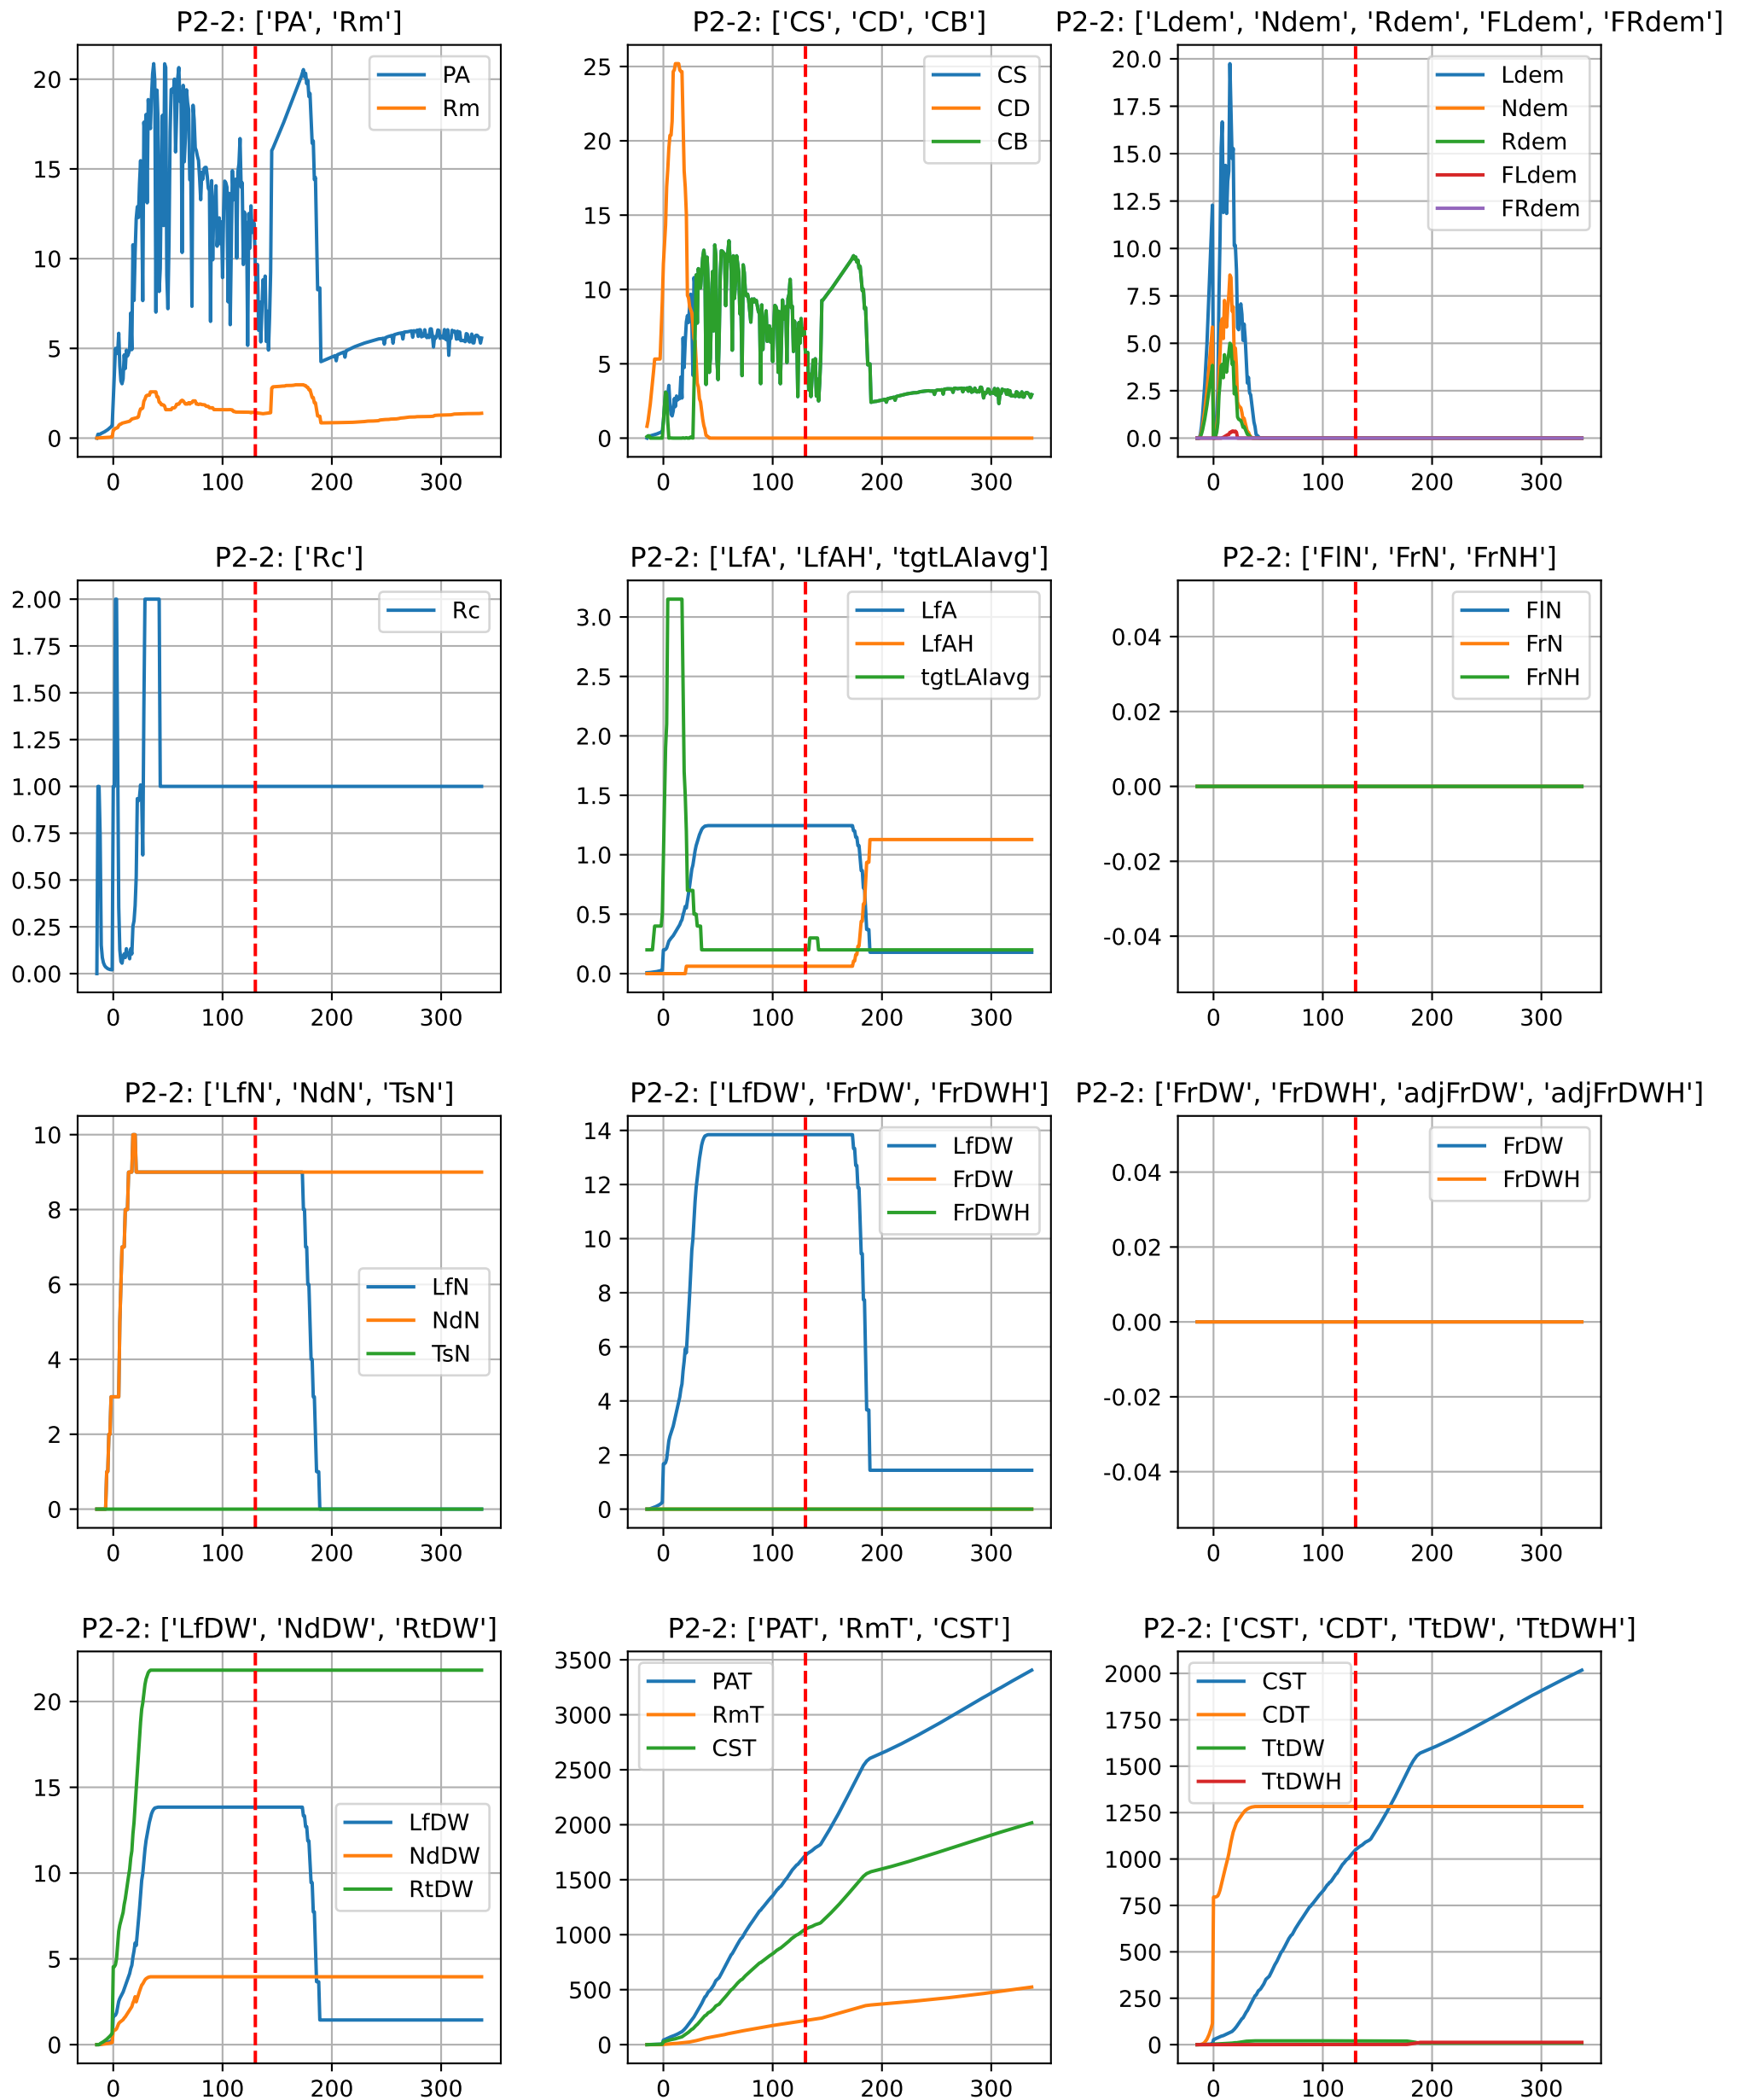 P2-2: ['PA', 'Rm']
20
15
10
5
0
0 100 200 300
PA
Rm
P2-2: ['CS', 'CD', 'CB']
25
20
15
10
5
0
0 100 200 300
CS
CD
CB
P2-2: ['Ldem', 'Ndem', 'Rdem', 'FLdem', 'FRdem']
20.0
17.5
15.0
12.5
10.0
7.5
5.0
2.5
0.0
0 100 200 300
Ldem
Ndem
Rdem
FLdem
FRdem
P2-2: ['Rc']
2.00
1.75
1.50
1.25
1.00
0.75
0.50
0.25
0.00
0 100 200 300
Rc
P2-2: ['LfA', 'LfAH', 'tgtLAIavg']
3.0
2.5
2.0
1.5
1.0
0.5
0.0
0 100 200 300
LfA
LfAH
tgtLAIavg
P2-2: ['FlN', 'FrN', 'FrNH']
0.04
0.02
0.00
-0.02
-0.04
0 100 200 300
FlN
FrN
FrNH
P2-2: ['LfN', 'NdN', 'TsN']
10
8
6
4
2
0
0 100 200 300
LfN
NdN
TsN
P2-2: ['LfDW', 'FrDW', 'FrDWH']
14
12
10
8
6
4
2
0
0 100 200 300
LfDW
FrDW
FrDWH
P2-2: ['FrDW', 'FrDWH', 'adjFrDW', 'adjFrDWH']
0.04
0.02
0.00
-0.02
-0.04
0 100 200 300
FrDW
FrDWH
P2-2: ['LfDW', 'NdDW', 'RtDW']
20
15
10
5
0
0 100 200 300
LfDW
NdDW
RtDW
P2-2: ['PAT', 'RmT', 'CST']
3500
3000
2500
2000
1500
1000
500
0
0 100 200 300
PAT
RmT
CST
P2-2: ['CST', 'CDT', 'TtDW', 'TtDWH']
2000
1750
1500
1250
1000
750
500
250
0
0 100 200 300
CST
CDT
TtDW
TtDWH